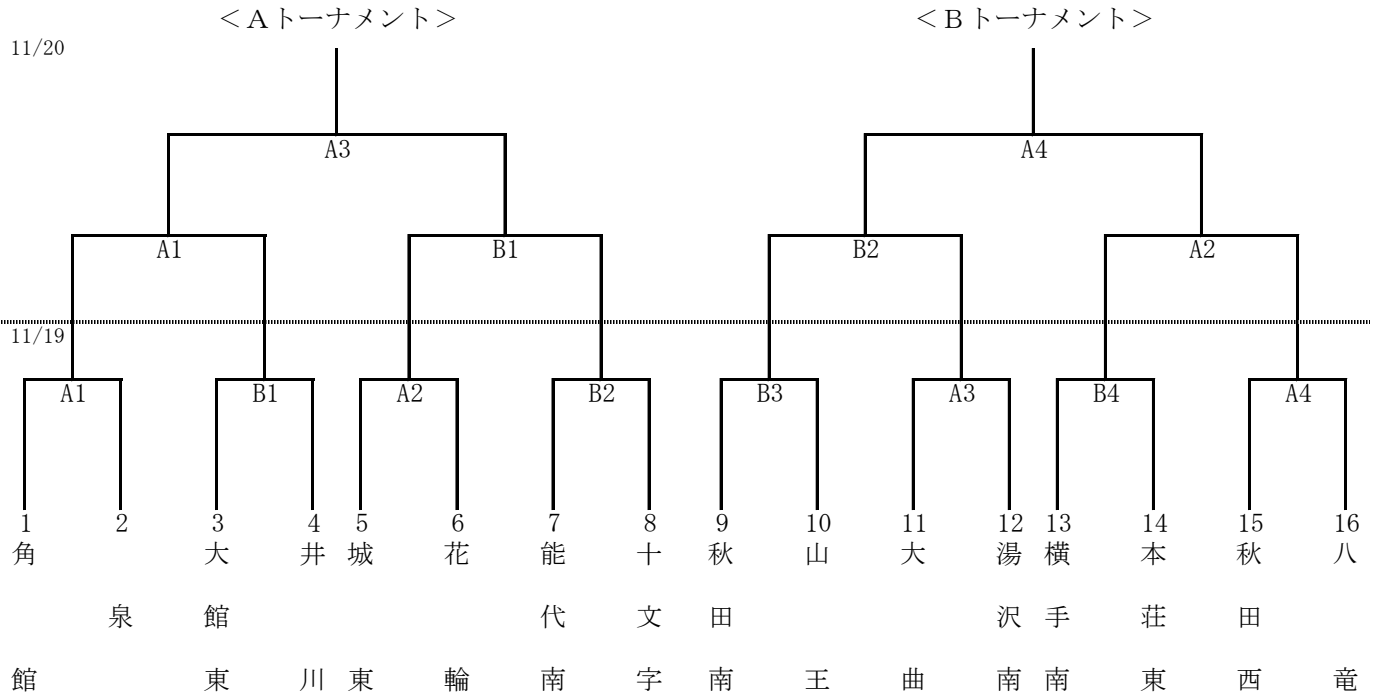 ＜Ａトーナメント＞ ＜Ｂトーナメント＞
11/20
A3 A4
A1 B1 B2 A2
11/19
A1 B1 A2 B2 B3 A3 B4 A4
1 2 3 4 5 6 7 8 9 10 11 12 13 14 15 16
角館
泉
大館東
井川
城東
花輪
能代南
十文字
秋田南
山王
大曲
湯沢南
横手南
本荘東
秋田西
八竜